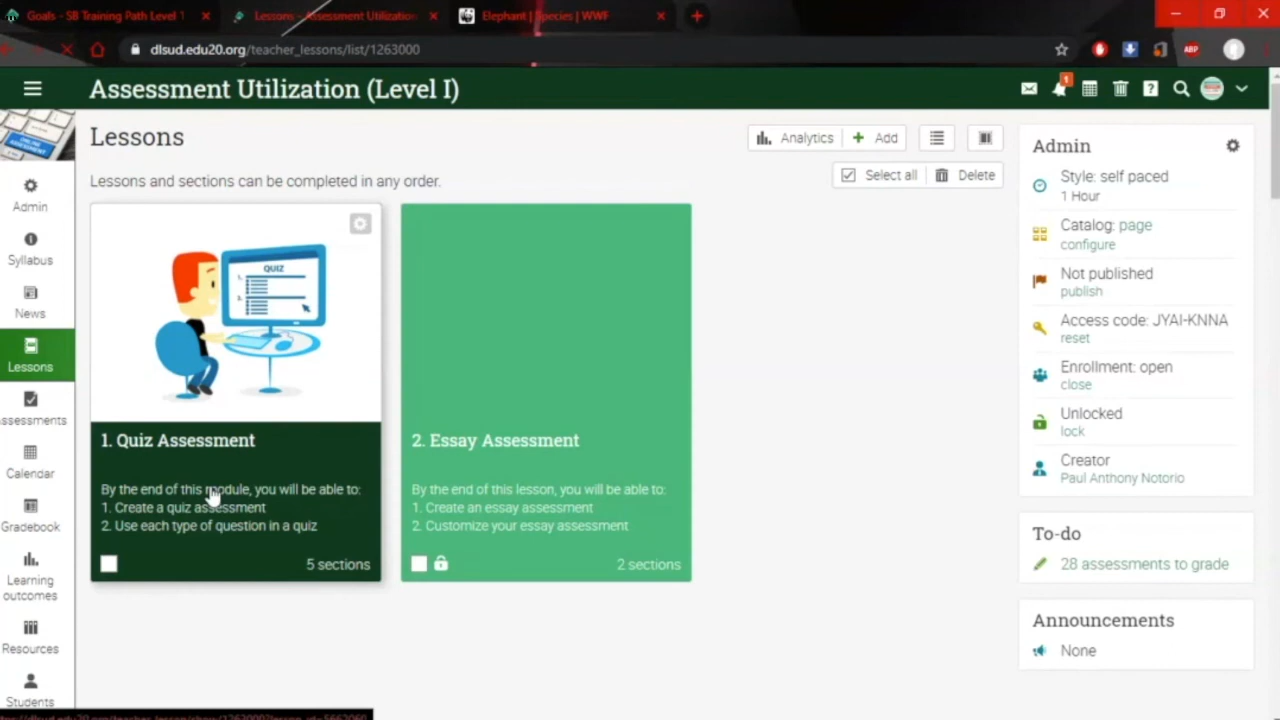 Goals - SB Training Path Level 1
Lessons - Assessment Utilization
Elephant | Species | WWF
dlsud.edu20.org/teacher_lessons/list/1263000
ABP
Assessment Utilization (Level I)
1
Lessons
Analytics
Add
Lessons and sections can be completed in any order.
Select all
Delete
Admin
Syllabus
News
Lessons
ssessments
Calendar
Gradebook
Learning
outcomes
Resources
Students
QUIZ
1. Quiz Assessment
By the end of this module, you will be able to:
1. Create a quiz assessment
2. Use each type of question in a quiz
5 sections
2. Essay Assessment
By the end of this lesson, you will be able to:
1. Create an essay assessment
2. Customize your essay assessment
2 sections
Admin
Style: self paced
1 Hour
Catalog: page
configure
Not published
publish
Access code: JYAI-KNNA
reset
Enrollment: open
close
Unlocked
lock
Creator
Paul Anthony Notorio
To-do
28 assessments to grade
Announcements
None